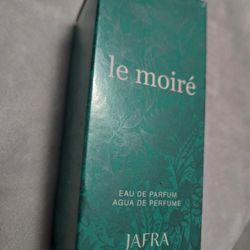 le moiré
EAU DE PARFUM
AGUA DE PERFUME
JAFRA